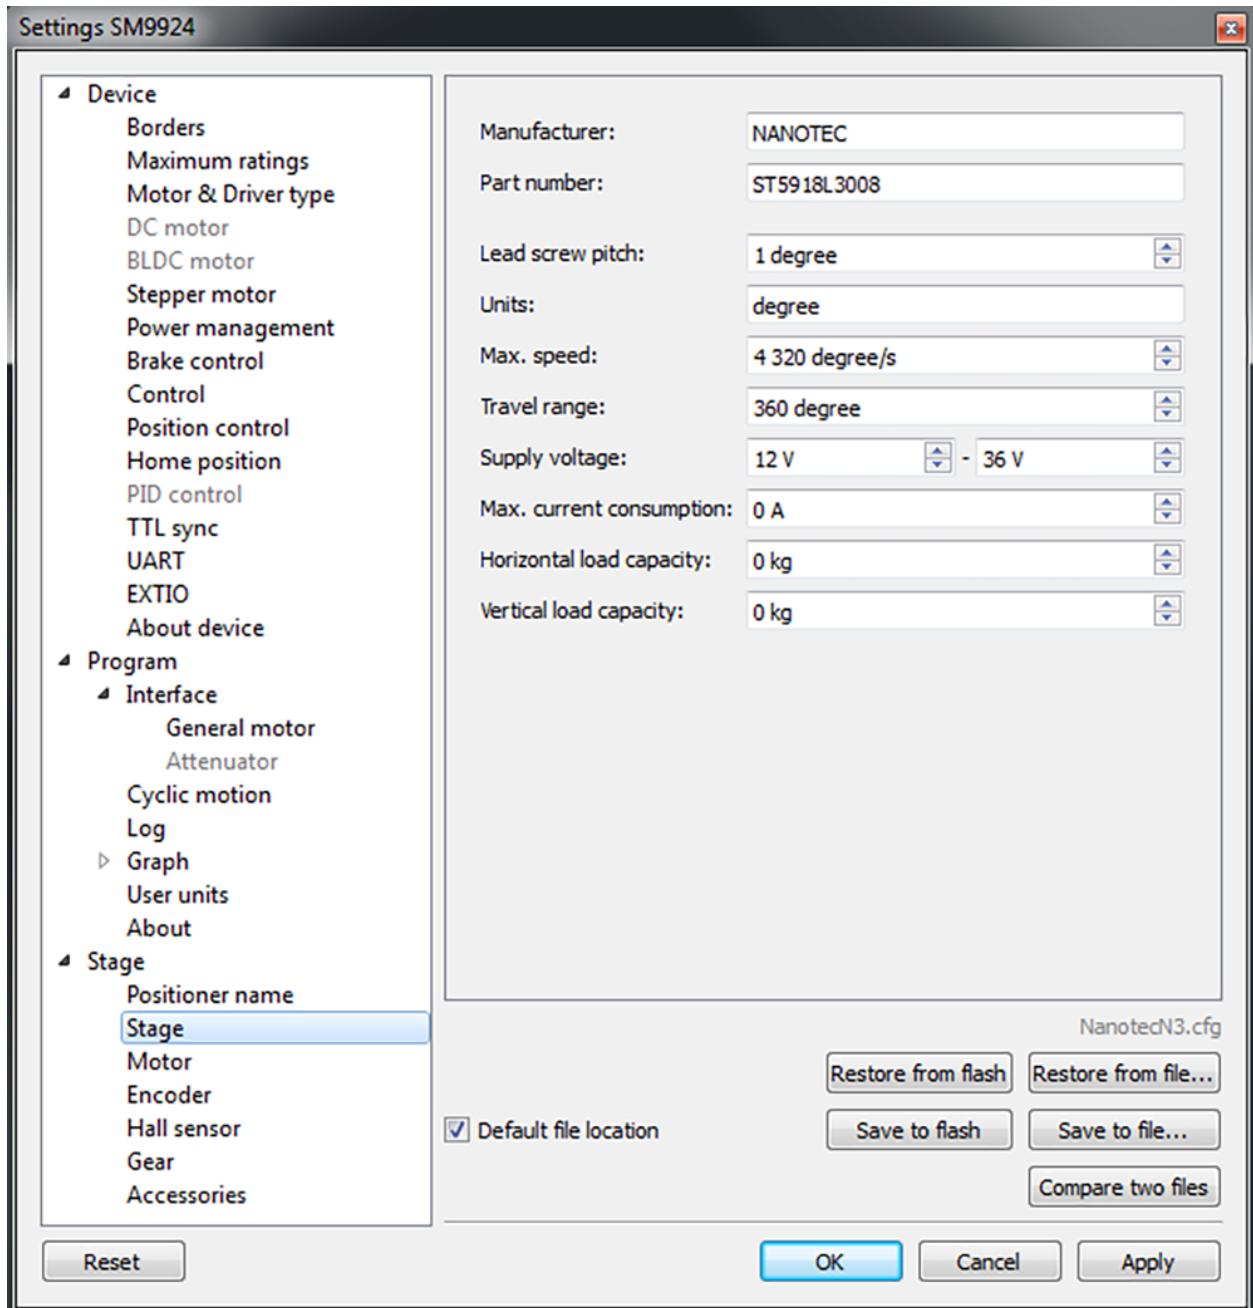 Settings SM9924
Device
Borders
Maximum ratings
Motor & Driver type
DC motor
BLDC motor
Stepper motor
Power management
Brake control
Control
Position control
Home position
PID control
TTL sync
UART
EXTIO
About device
Program
Interface
General motor
Attenuator
Cyclic motion
Log
Graph
User units
About
Stage
Positioner name
Stage
Motor
Encoder
Hall sensor
Gear
Accessories
Manufacturer: NANOTEC
Part number: ST5918L3008
Lead screw pitch: 1 degree
Units: degree
Max. speed: 4 320 degree/s
Travel range: 360 degree
Supply voltage: 12 V - 36 V
Max. current consumption: 0 A
Horizontal load capacity: 0 kg
Vertical load capacity: 0 kg
NanotecN3.cfg
Restore from flash Restore from file...
Default file location Save to flash Save to file...
Compare two files
Reset OK Cancel Apply